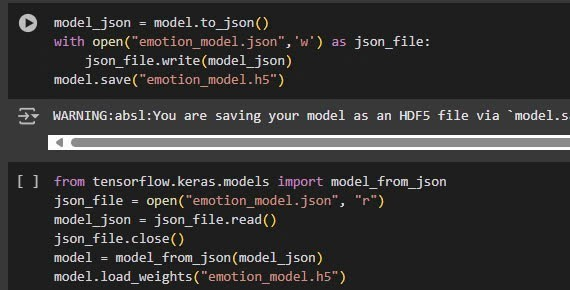 model_json = model.to_json()
with open("emotion_model.json",'w') as json_file:
    json_file.write(model_json)
model.save("emotion_model.h5")
WARNING:absl:You are saving your model as an HDF5 file via `model.s
[ ] from tensorflow.keras.models import model_from_json
json_file = open("emotion_model.json", "r")
model_json = json_file.read()
json_file.close()
model = model_from_json(model_json)
model.load_weights("emotion_model.h5")